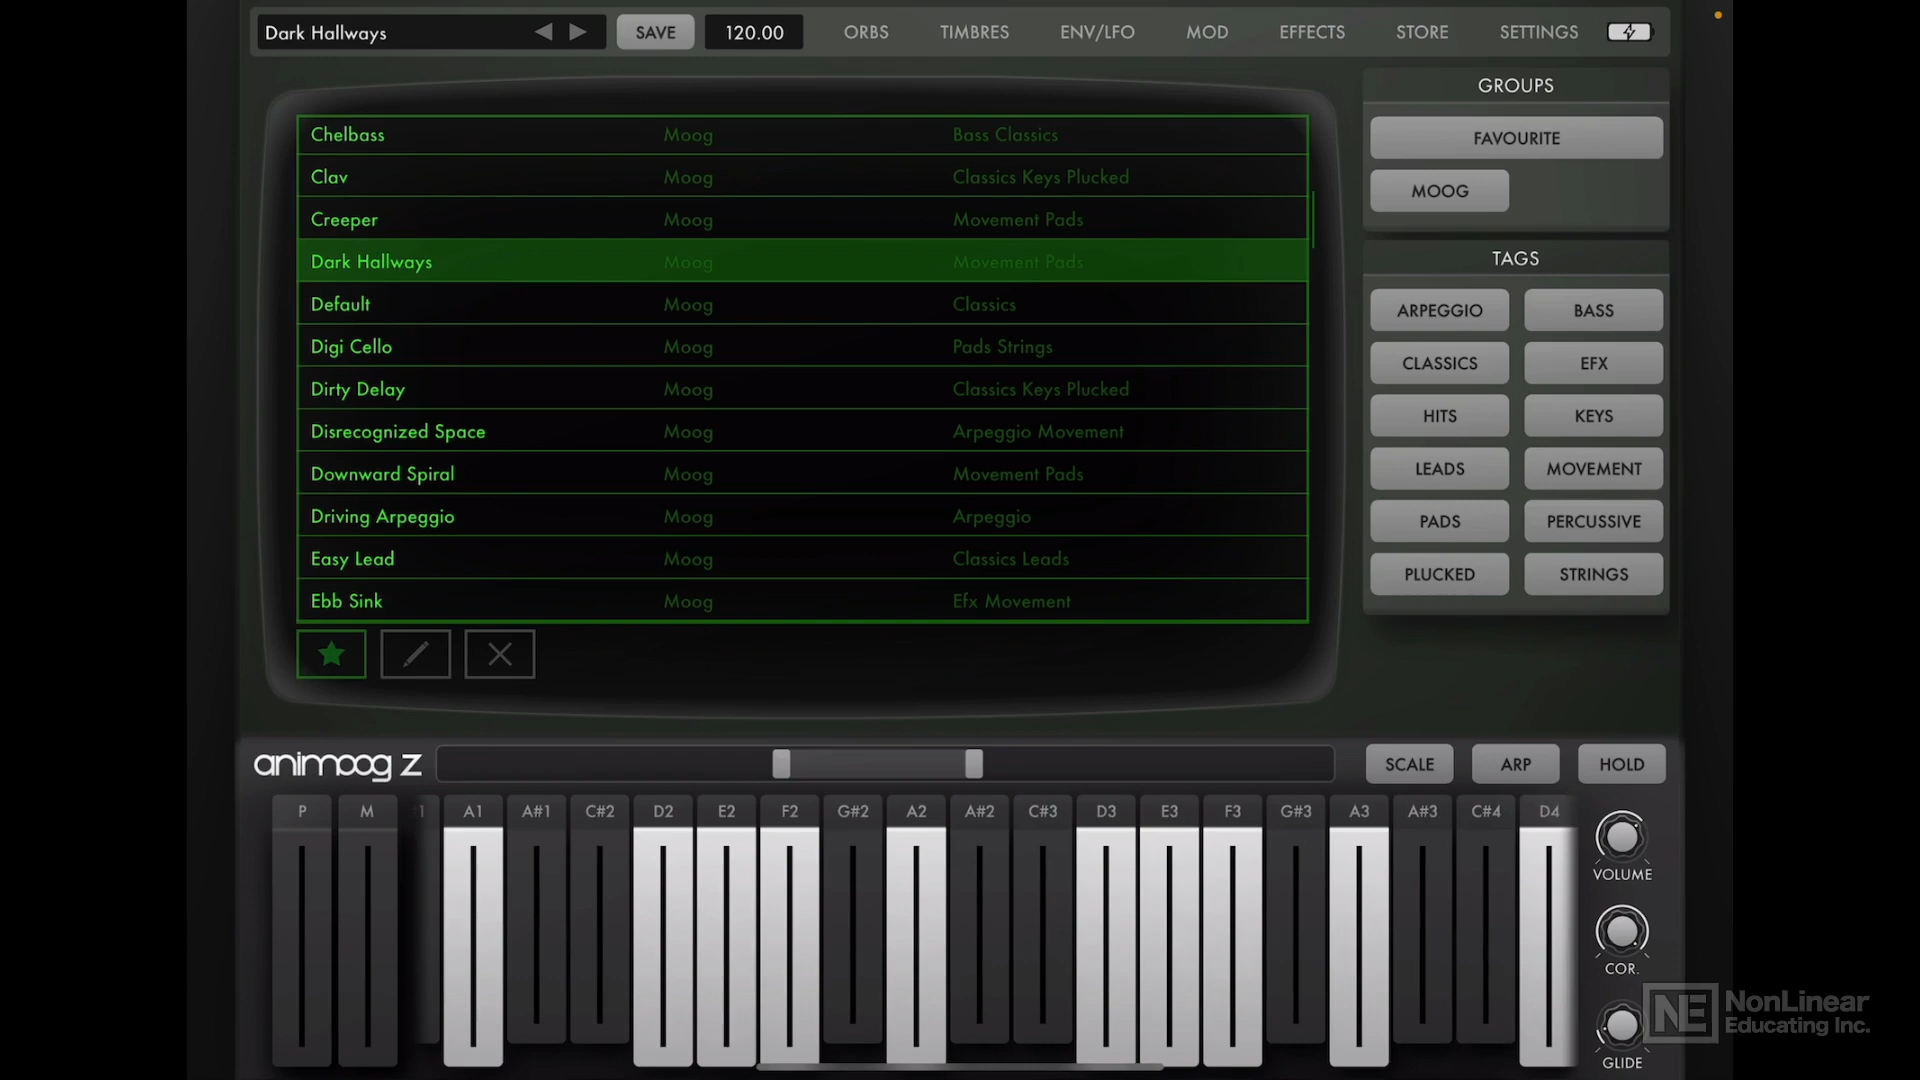 Dark Hallways SAVE 120.00 ORBS TIMBRES ENV/LFO MOD EFFECTS STORE SETTINGS
GROUPS
FAVOURITE
MOOG
TAGS
ARPEGGIO BASS
CLASSICS EFX
HITS KEYS
LEADS MOVEMENT
PADS PERCUSSIVE
PLUCKED STRINGS
Chelbass Moog Bass Classics
Clav Moog Classics Keys Plucked
Creeper Moog Movement Pads
Dark Hallways Moog Movement Pads
Default Moog Classics
Digi Cello Moog Pads Strings
Dirty Delay Moog Classics Keys Plucked
Disrecognized Space Moog Arpeggio Movement
Downward Spiral Moog Movement Pads
Driving Arpeggio Moog Arpeggio
Easy Lead Moog Classics Leads
Ebb Sink Moog Efx Movement
animoog Z SCALE ARP HOLD
P M A1 A#1 C#2 D2 E2 F2 G#2 A2 A#2 C#3 D3 E3 F3 G#3 A3 A#3 C#4 D4
VOLUME
COR.
GLIDE
NE NonLinear
Educating Inc.